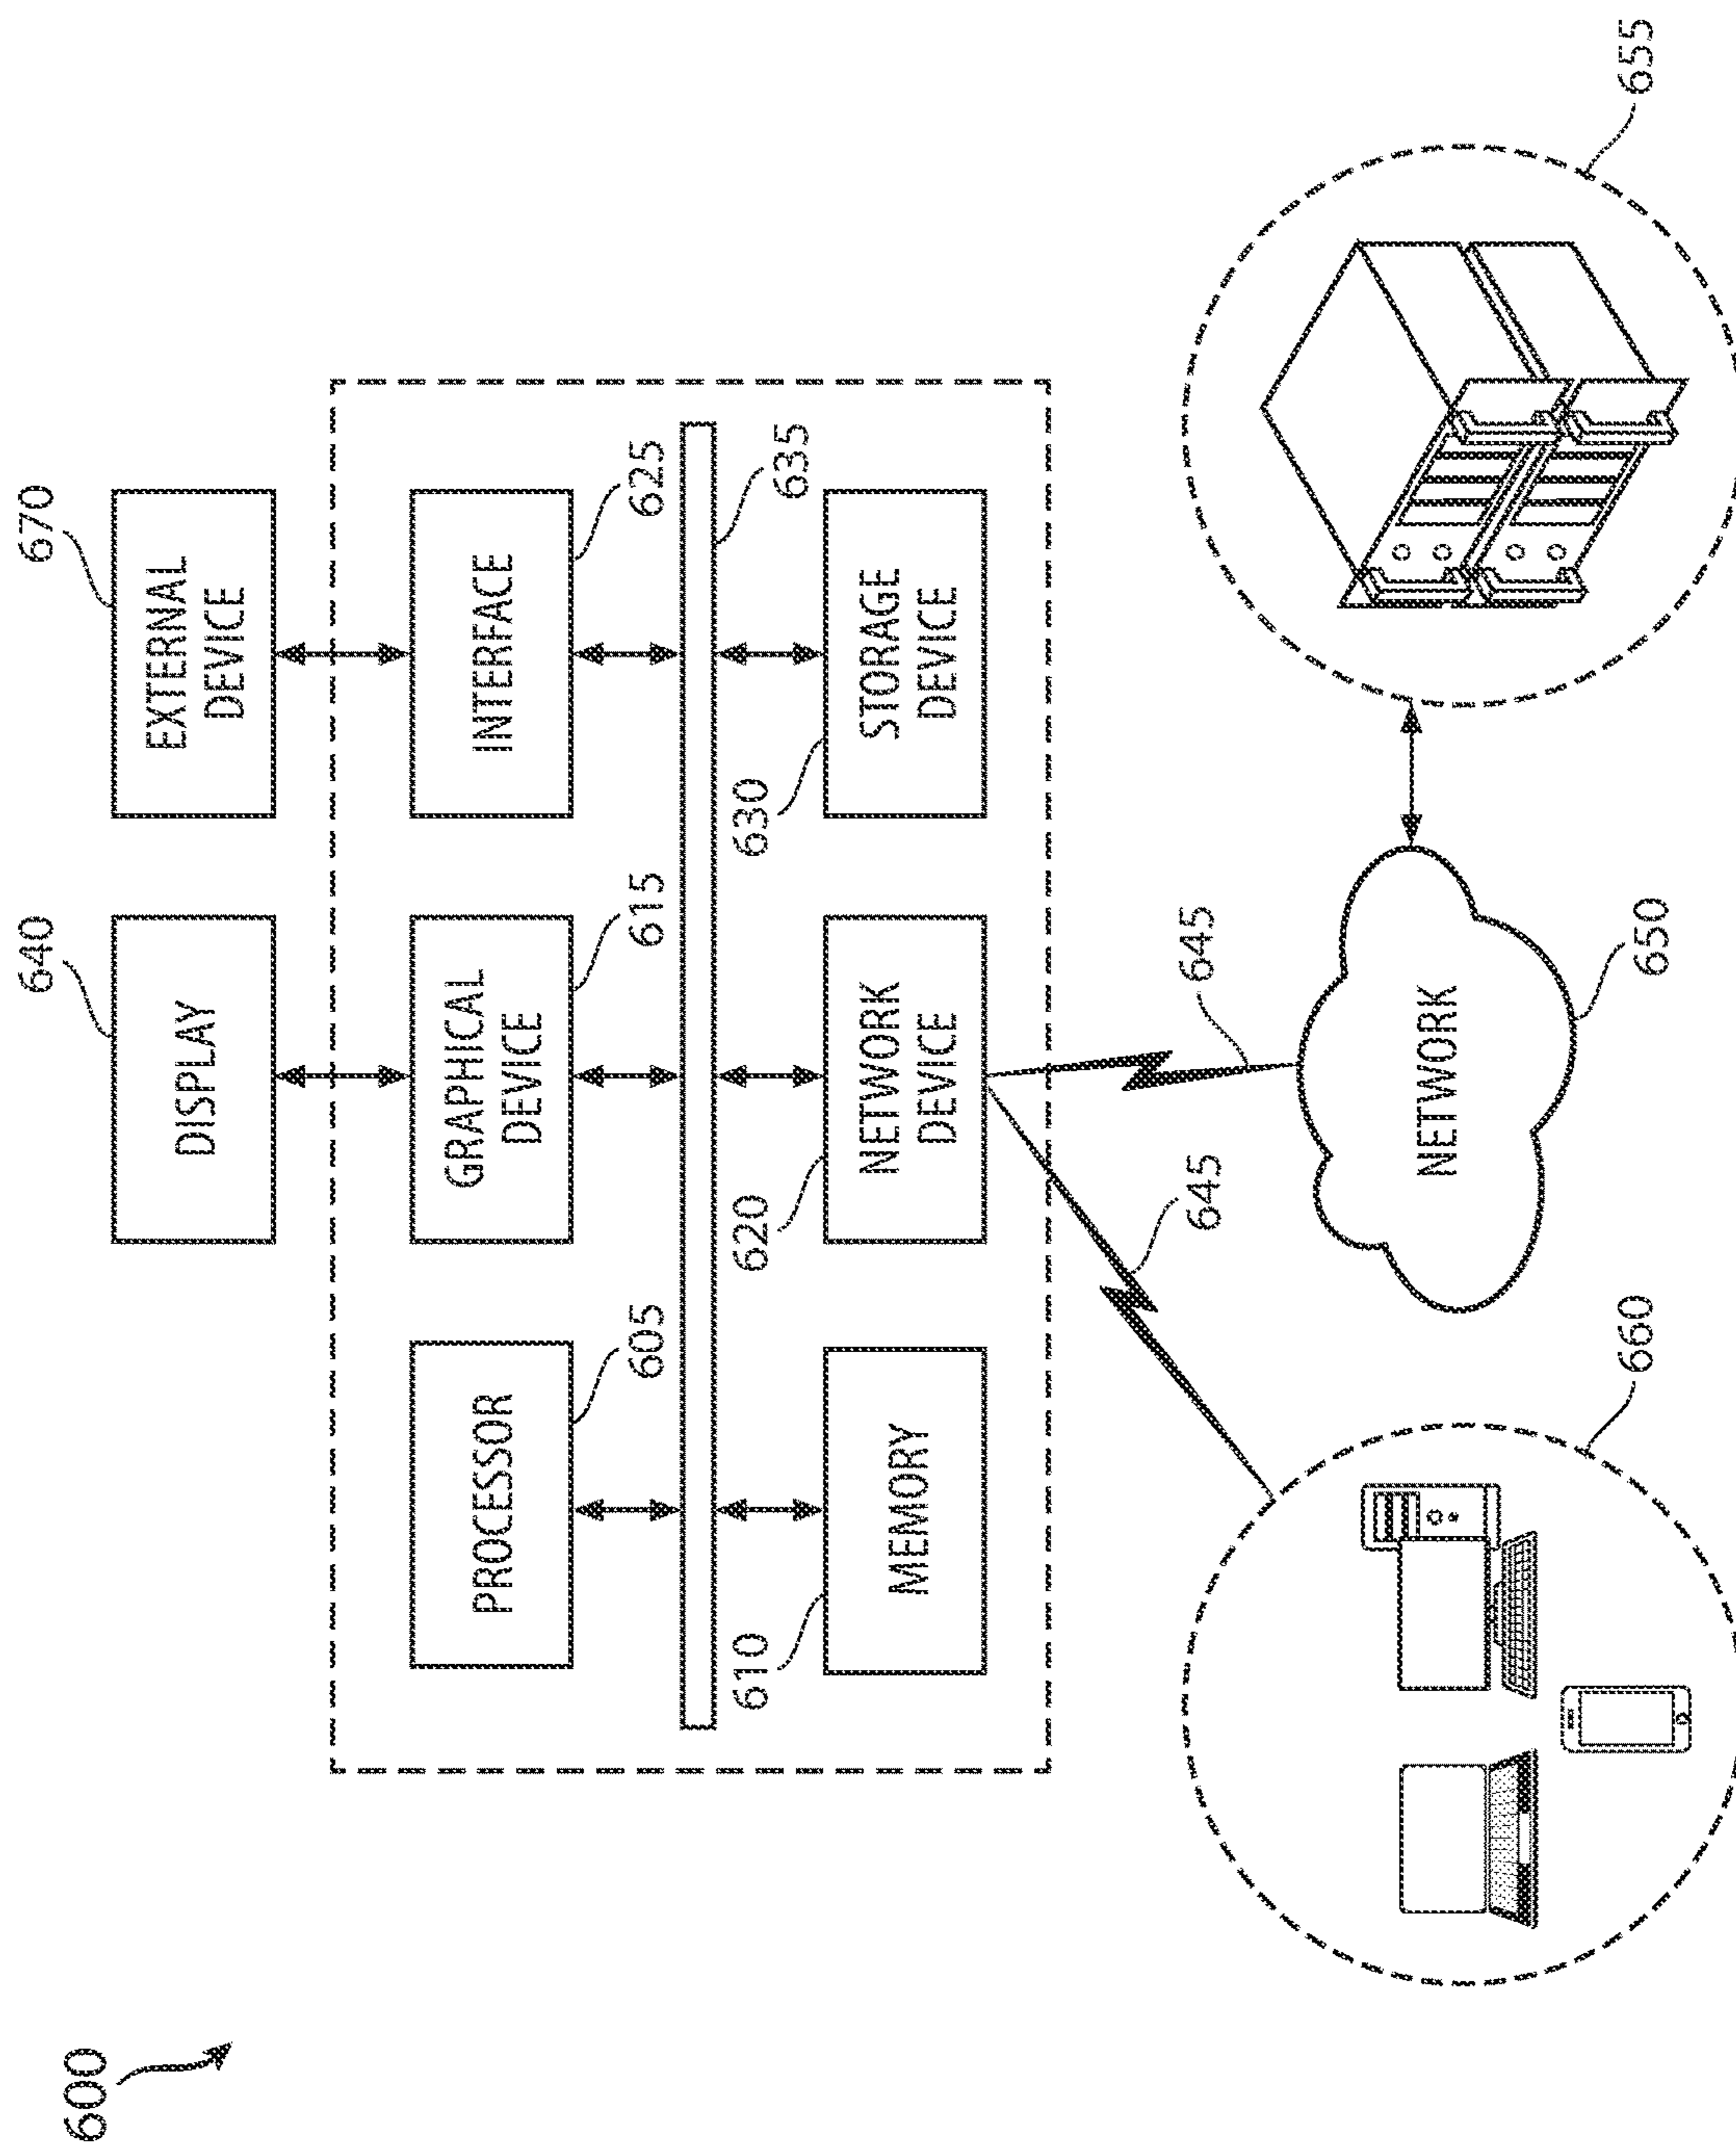 600
640
670
DISPLAY
EXTERNAL
DEVICE
PROCESSOR
GRAPHICAL
DEVICE
INTERFACE
605
615
625
635
610
620
630
MEMORY
NETWORK
DEVICE
STORAGE
DEVICE
645
645
660
NETWORK
650
655